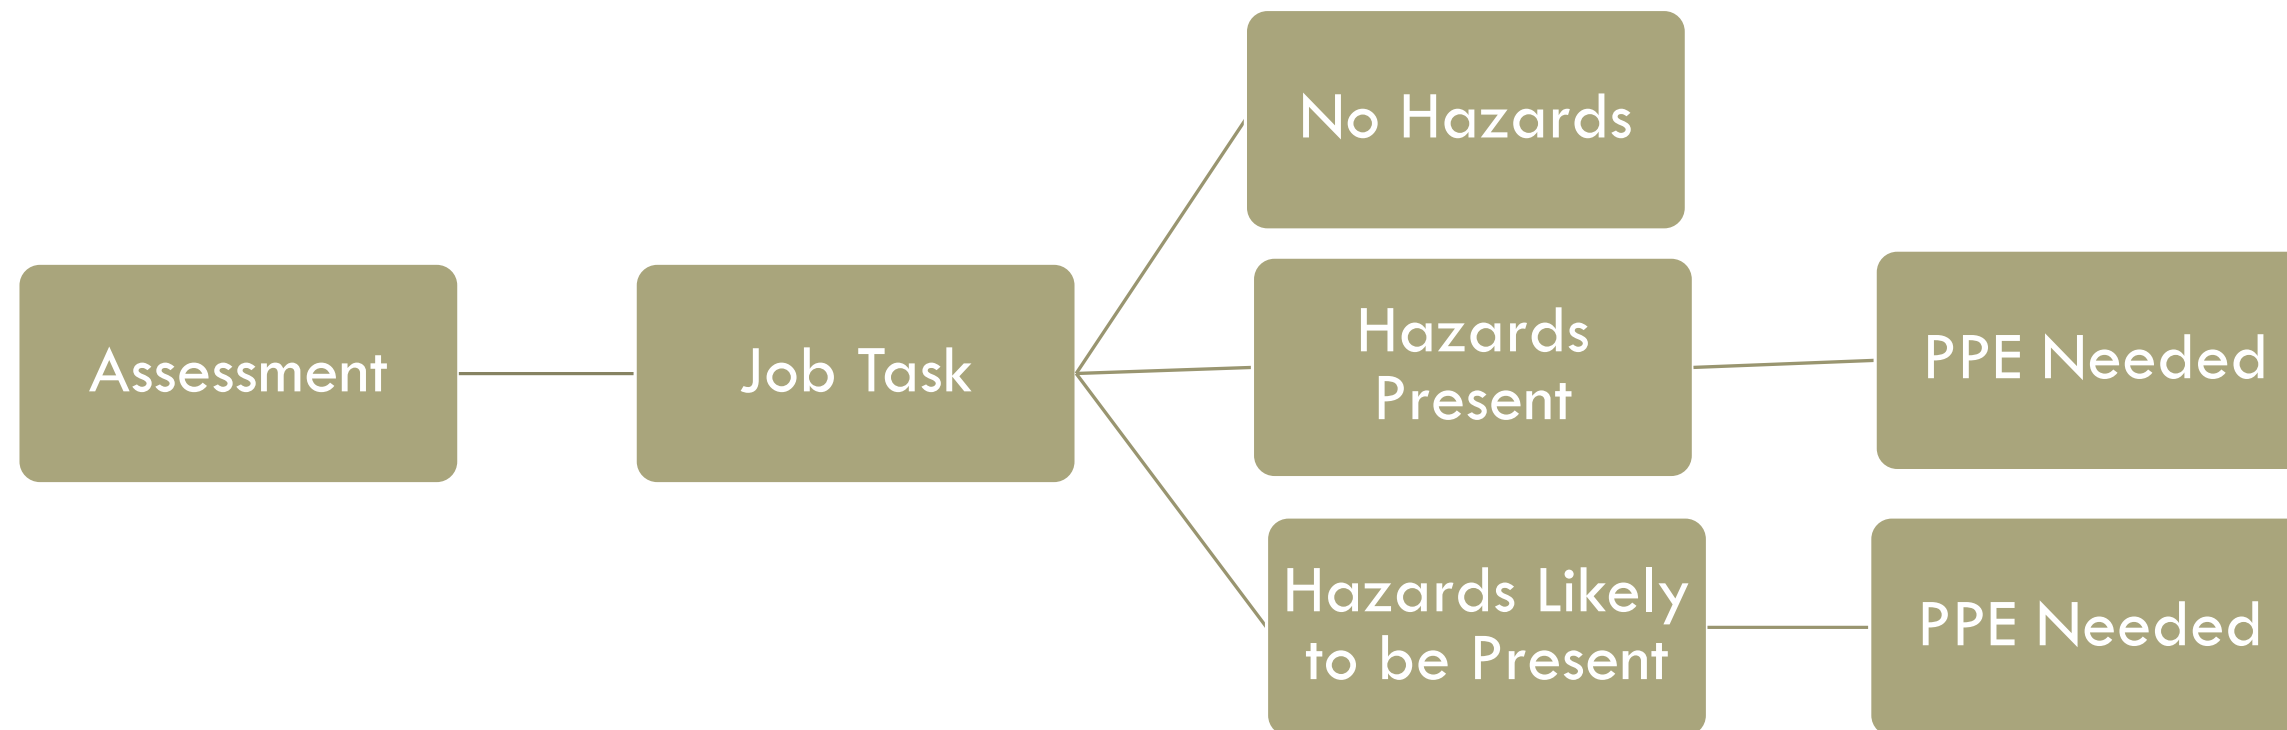 Assessment
Job Task
No Hazards
Hazards
Present
PPE Needed
Hazards Likely
to be Present
PPE Needed